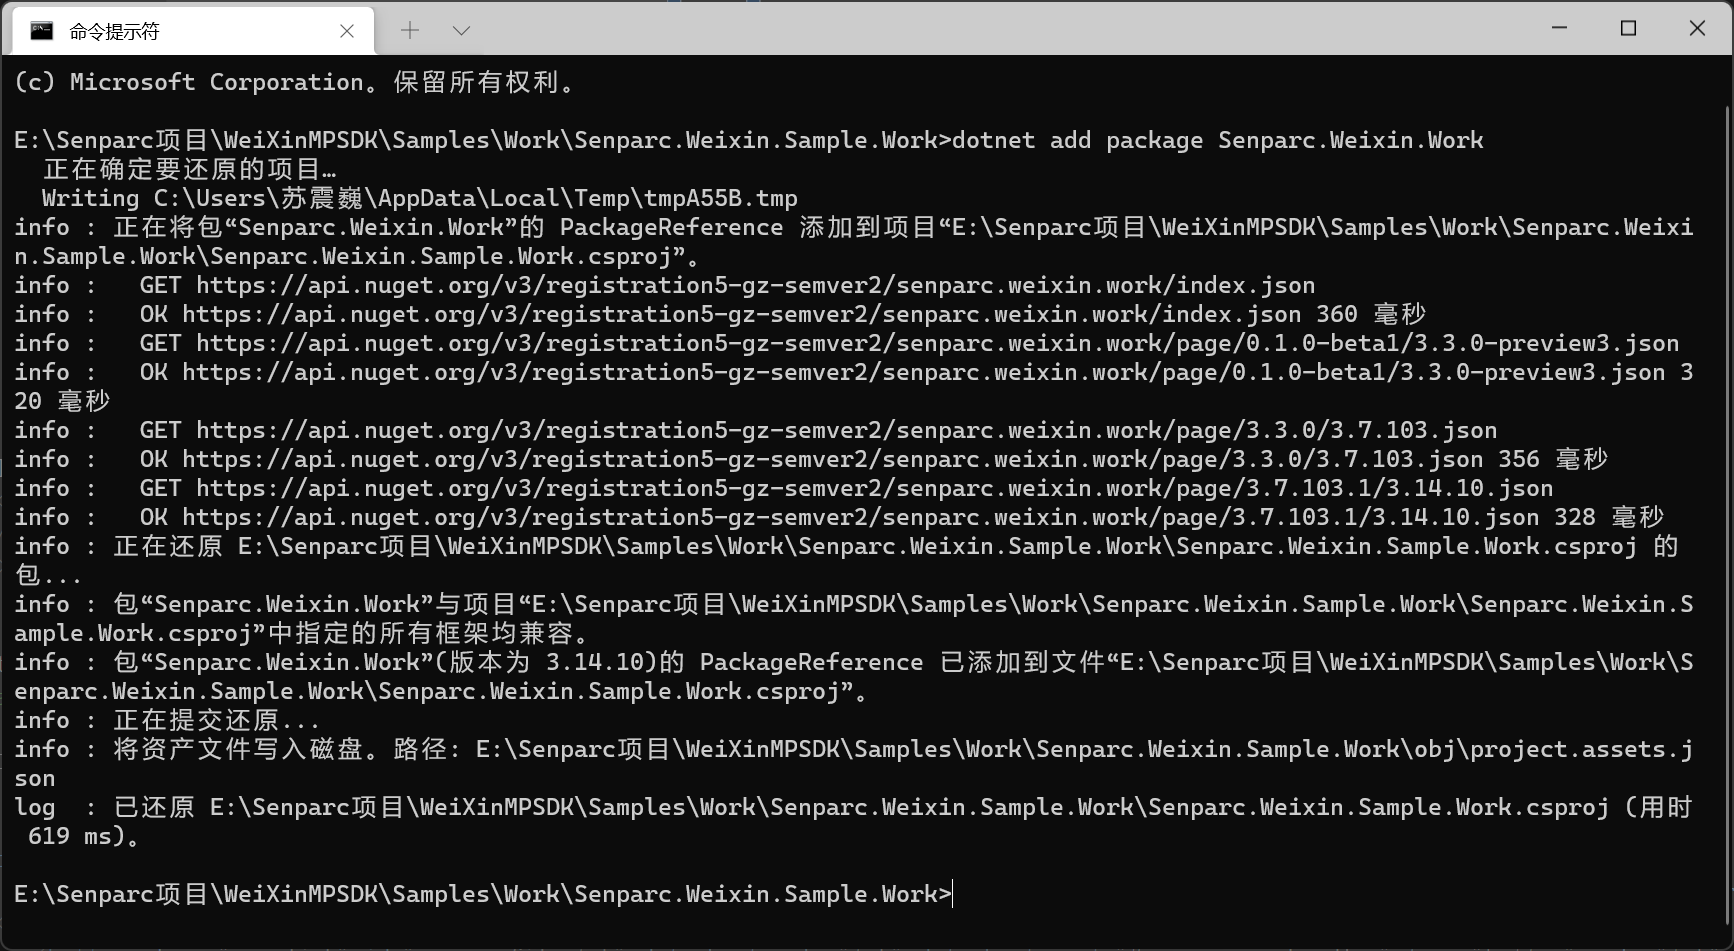 命令提示符
(c) Microsoft Corporation。保留所有权利。
E:\Senparc项目\WeiXinMPSDK\Samples\Work\Senparc.Weixin.Sample.Work>dotnet add package Senparc.Weixin.Work
正在确定要还原的项目…
Writing C:\Users\苏震巍\AppData\Local\Temp\tmpA55B.tmp
info : 正在将包“Senparc.Weixin.Work”的 PackageReference 添加到项目“E:\Senparc项目\WeiXinMPSDK\Samples\Work\Senparc.Weixi
n.Sample.Work\Senparc.Weixin.Sample.Work.csproj”。
info :   GET https://api.nuget.org/v3/registration5-gz-semver2/senparc.weixin.work/index.json
info :   OK https://api.nuget.org/v3/registration5-gz-semver2/senparc.weixin.work/index.json 360 毫秒
info :   GET https://api.nuget.org/v3/registration5-gz-semver2/senparc.weixin.work/page/0.1.0-beta1/3.3.0-preview3.json
info :   OK https://api.nuget.org/v3/registration5-gz-semver2/senparc.weixin.work/page/0.1.0-beta1/3.3.0-preview3.json 3
20 毫秒
info :   GET https://api.nuget.org/v3/registration5-gz-semver2/senparc.weixin.work/page/3.3.0/3.7.103.json
info :   OK https://api.nuget.org/v3/registration5-gz-semver2/senparc.weixin.work/page/3.3.0/3.7.103.json 356 毫秒
info :   GET https://api.nuget.org/v3/registration5-gz-semver2/senparc.weixin.work/page/3.7.103.1/3.14.10.json
info :   OK https://api.nuget.org/v3/registration5-gz-semver2/senparc.weixin.work/page/3.7.103.1/3.14.10.json 328 毫秒
info : 正在还原 E:\Senparc项目\WeiXinMPSDK\Samples\Work\Senparc.Weixin.Sample.Work\Senparc.Weixin.Sample.Work.csproj 的
包...
info : 包“Senparc.Weixin.Work”与项目“E:\Senparc项目\WeiXinMPSDK\Samples\Work\Senparc.Weixin.Sample.Work\Senparc.Weixin.S
ample.Work.csproj”中指定的所有框架均兼容。
info : 包“Senparc.Weixin.Work”(版本为 3.14.10)的 PackageReference 已添加到文件“E:\Senparc项目\WeiXinMPSDK\Samples\Work\S
enparc.Weixin.Sample.Work\Senparc.Weixin.Sample.Work.csproj”。
info : 正在提交还原...
info : 将资产文件写入磁盘。路径: E:\Senparc项目\WeiXinMPSDK\Samples\Work\Senparc.Weixin.Sample.Work\obj\project.assets.j
son
log  : 已还原 E:\Senparc项目\WeiXinMPSDK\Samples\Work\Senparc.Weixin.Sample.Work\Senparc.Weixin.Sample.Work.csproj (用时
619 ms)。
E:\Senparc项目\WeiXinMPSDK\Samples\Work\Senparc.Weixin.Sample.Work>